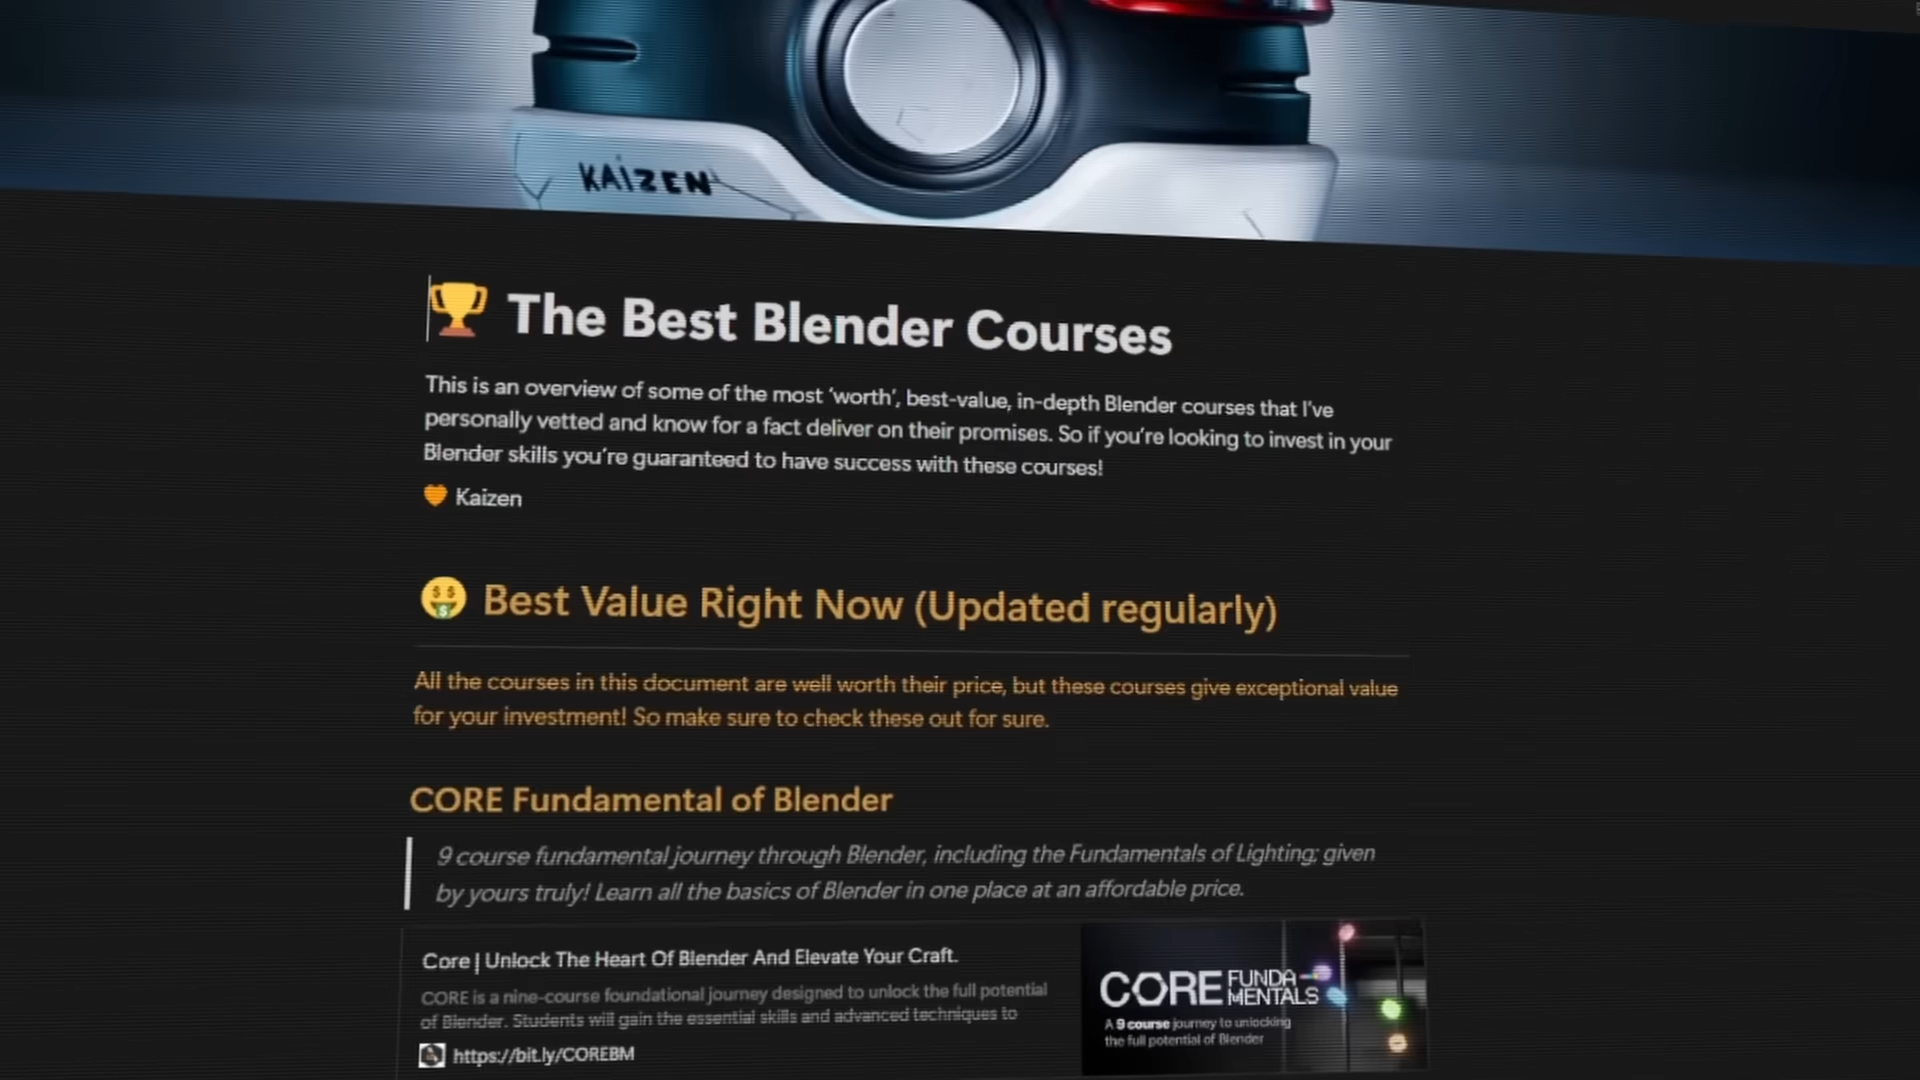 KAIZEN
The Best Blender Courses
This is an overview of some of the most ‘worth’, best-value, in-depth Blender courses that I’ve
personally vetted and know for a fact deliver on their promises. So if you’re looking to invest in your
Blender skills you’re guaranteed to have success with these courses!
Kaizen
Best Value Right Now (Updated regularly)
All the courses in this document are well worth their price, but these courses give exceptional value
for your investment! So make sure to check these out for sure.
CORE Fundamental of Blender
9 course fundamental journey through Blender, including the Fundamentals of Lighting; given
by yours truly! Learn all the basics of Blender in one place at an affordable price.
Core | Unlock The Heart Of Blender And Elevate Your Craft.
CORE is a nine-course foundational journey designed to unlock the full potential
of Blender. Students will gain the essential skills and advanced techniques to
https://bit.ly/COREBM
CORE FUNDA-
MENTALS
A 9 course journey to unlocking
the full potential of Blender